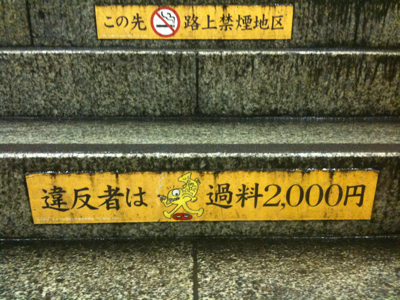 この先 路上禁煙地区
違反者は 過料2,000円